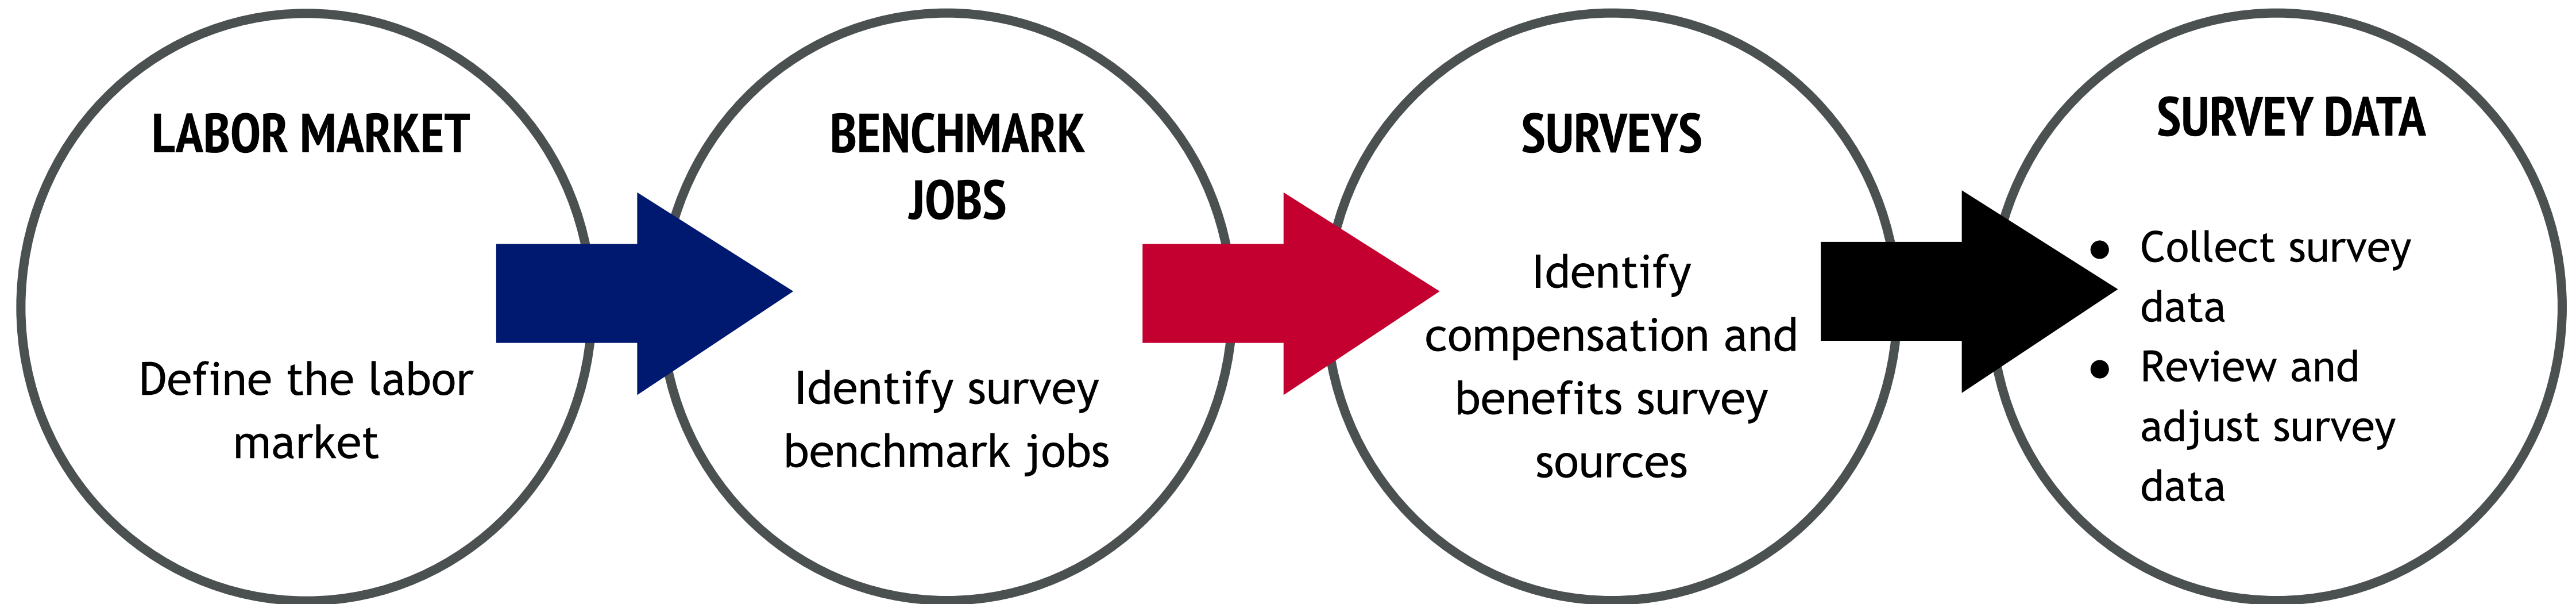 LABOR MARKET
Define the labor
market
BENCHMARK
JOBS
Identify survey
benchmark jobs
SURVEYS
Identify
compensation and
benefits survey
sources
SURVEY DATA
● Collect survey
data
● Review and
adjust survey
data